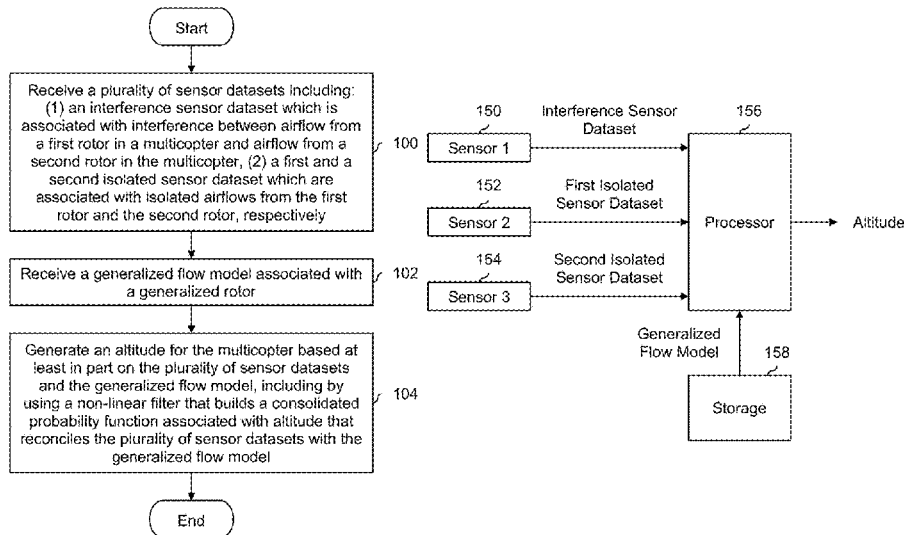 Start
Receive a plurality of sensor datasets including:
(1) an interference sensor dataset which is
associated with interference between airflow from
a first rotor in a multicopter and airflow from a
second rotor in the multicopter, (2) a first and a
second isolated sensor dataset which are
associated with isolated airflows from the first
rotor and the second rotor, respectively
100
Receive a generalized flow model associated with
a generalized rotor
102
Generate an altitude for the multicopter based at
least in part on the plurality of sensor datasets
and the generalized flow model, including by
using a non-linear filter that builds a consolidated
probability function associated with altitude that
reconciles the plurality of sensor datasets with the
generalized flow model
104
End
150
Sensor 1
Interference Sensor
Dataset
152
Sensor 2
First Isolated
Sensor Dataset
154
Sensor 3
Second Isolated
Sensor Dataset
156
Processor
Altitude
Generalized
Flow Model
158
Storage